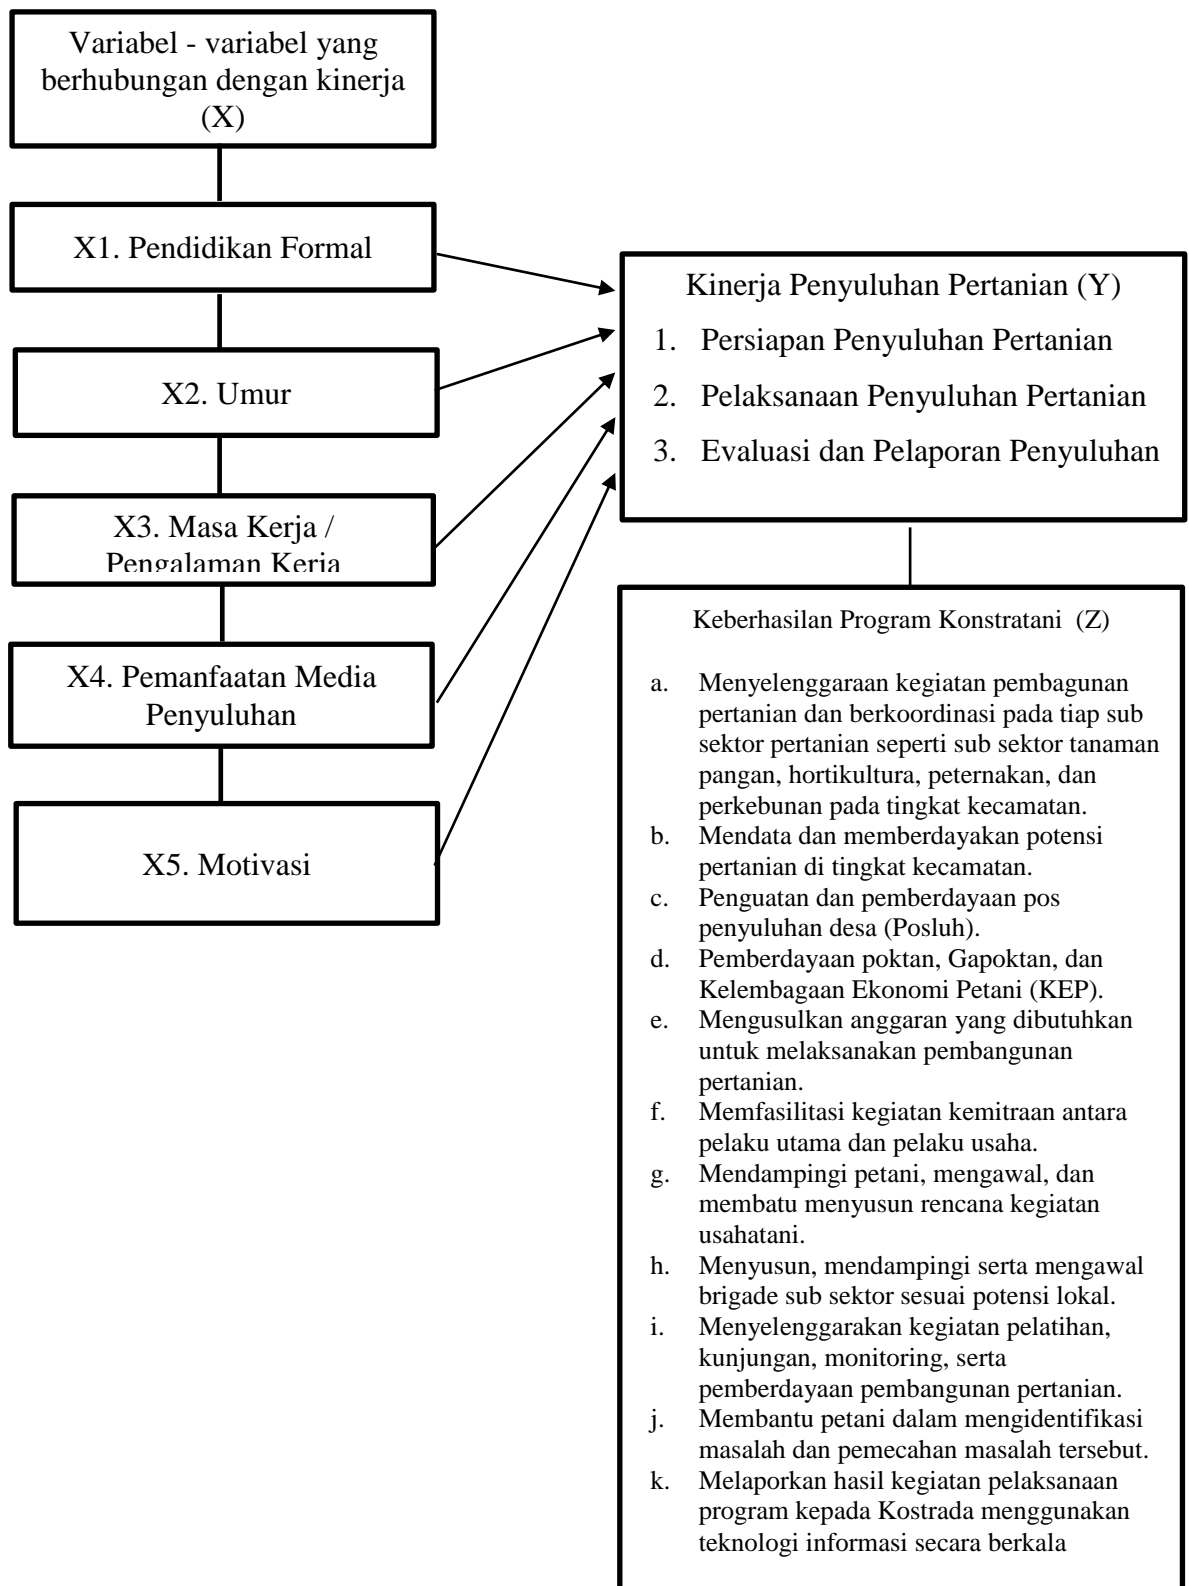 Variabel - variabel yang
berhubungan dengan kinerja
(X)
X1. Pendidikan Formal
X2. Umur
X3. Masa Kerja /
Pengalaman Kerja
X4. Pemanfaatan Media
Penyuluhan
X5. Motivasi
Kinerja Penyuluhan Pertanian (Y)
1. Persiapan Penyuluhan Pertanian
2. Pelaksanaan Penyuluhan Pertanian
3. Evaluasi dan Pelaporan Penyuluhan
Keberhasilan Program Konstratani (Z)
a. Menyelenggaraan kegiatan pembagunan
pertanian dan berkoordinasi pada tiap sub
sektor pertanian seperti sub sektor tanaman
pangan, hortikultura, peternakan, dan
perkebunan pada tingkat kecamatan.
b. Mendata dan memberdayakan potensi
pertanian di tingkat kecamatan.
c. Penguatan dan pemberdayaan pos
penyuluhan desa (Posluh).
d. Pemberdayaan poktan, Gapoktan, dan
Kelembagaan Ekonomi Petani (KEP).
e. Mengusulkan anggaran yang dibutuhkan
untuk melaksanakan pembangunan
pertanian.
f. Memfasilitasi kegiatan kemitraan antara
pelaku utama dan pelaku usaha.
g. Mendampingi petani, mengawal, dan
membatu menyusun rencana kegiatan
usahatani.
h. Menyusun, mendampingi serta mengawal
brigade sub sektor sesuai potensi lokal.
i. Menyelenggarakan kegiatan pelatihan,
kunjungan, monitoring, serta
pemberdayaan pembangunan pertanian.
j. Membantu petani dalam mengidentifikasi
masalah dan pemecahan masalah tersebut.
k. Melaporkan hasil kegiatan pelaksanaan
program kepada Kostrada menggunakan
teknologi informasi secara berkala